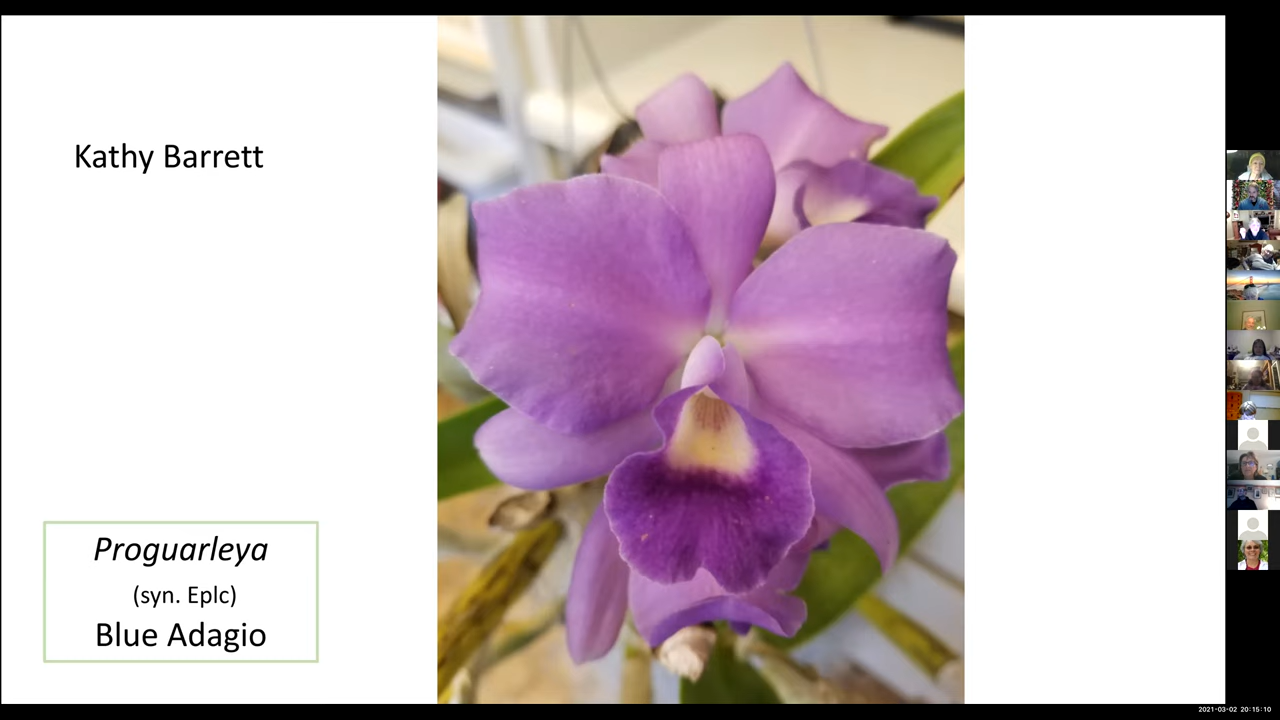 Kathy Barrett
Proguarleya
(syn. Eplc)
Blue Adagio
2021-03-02 20:15:10